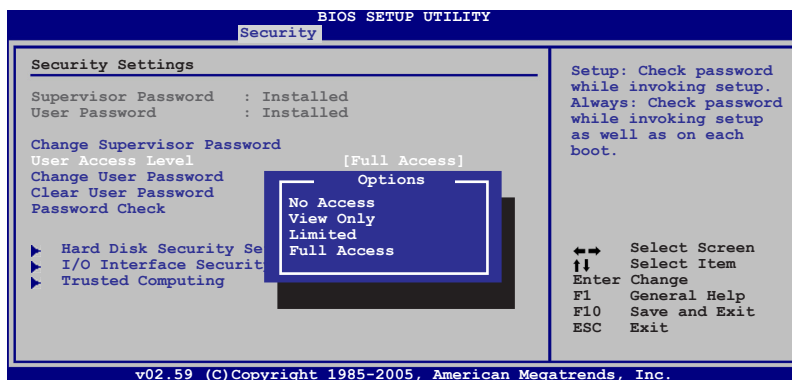 BIOS SETUP UTILITY
Security
Security Settings
Supervisor Password : Installed
User Password : Installed
Change Supervisor Password
User Access Level [Full Access]
Change User Password
Clear User Password
Password Check
Hard Disk Security Se
I/O Interface Securit
Trusted Computing
Options
No Access
View Only
Limited
Full Access
Setup: Check password
while invoking setup.
Always: Check password
while invoking setup
as well as on each
boot.
Select Screen
Select Item
Enter Change
F1 General Help
F10 Save and Exit
ESC Exit
v02.59 (C)Copyright 1985-2005, American Megatrends, Inc.